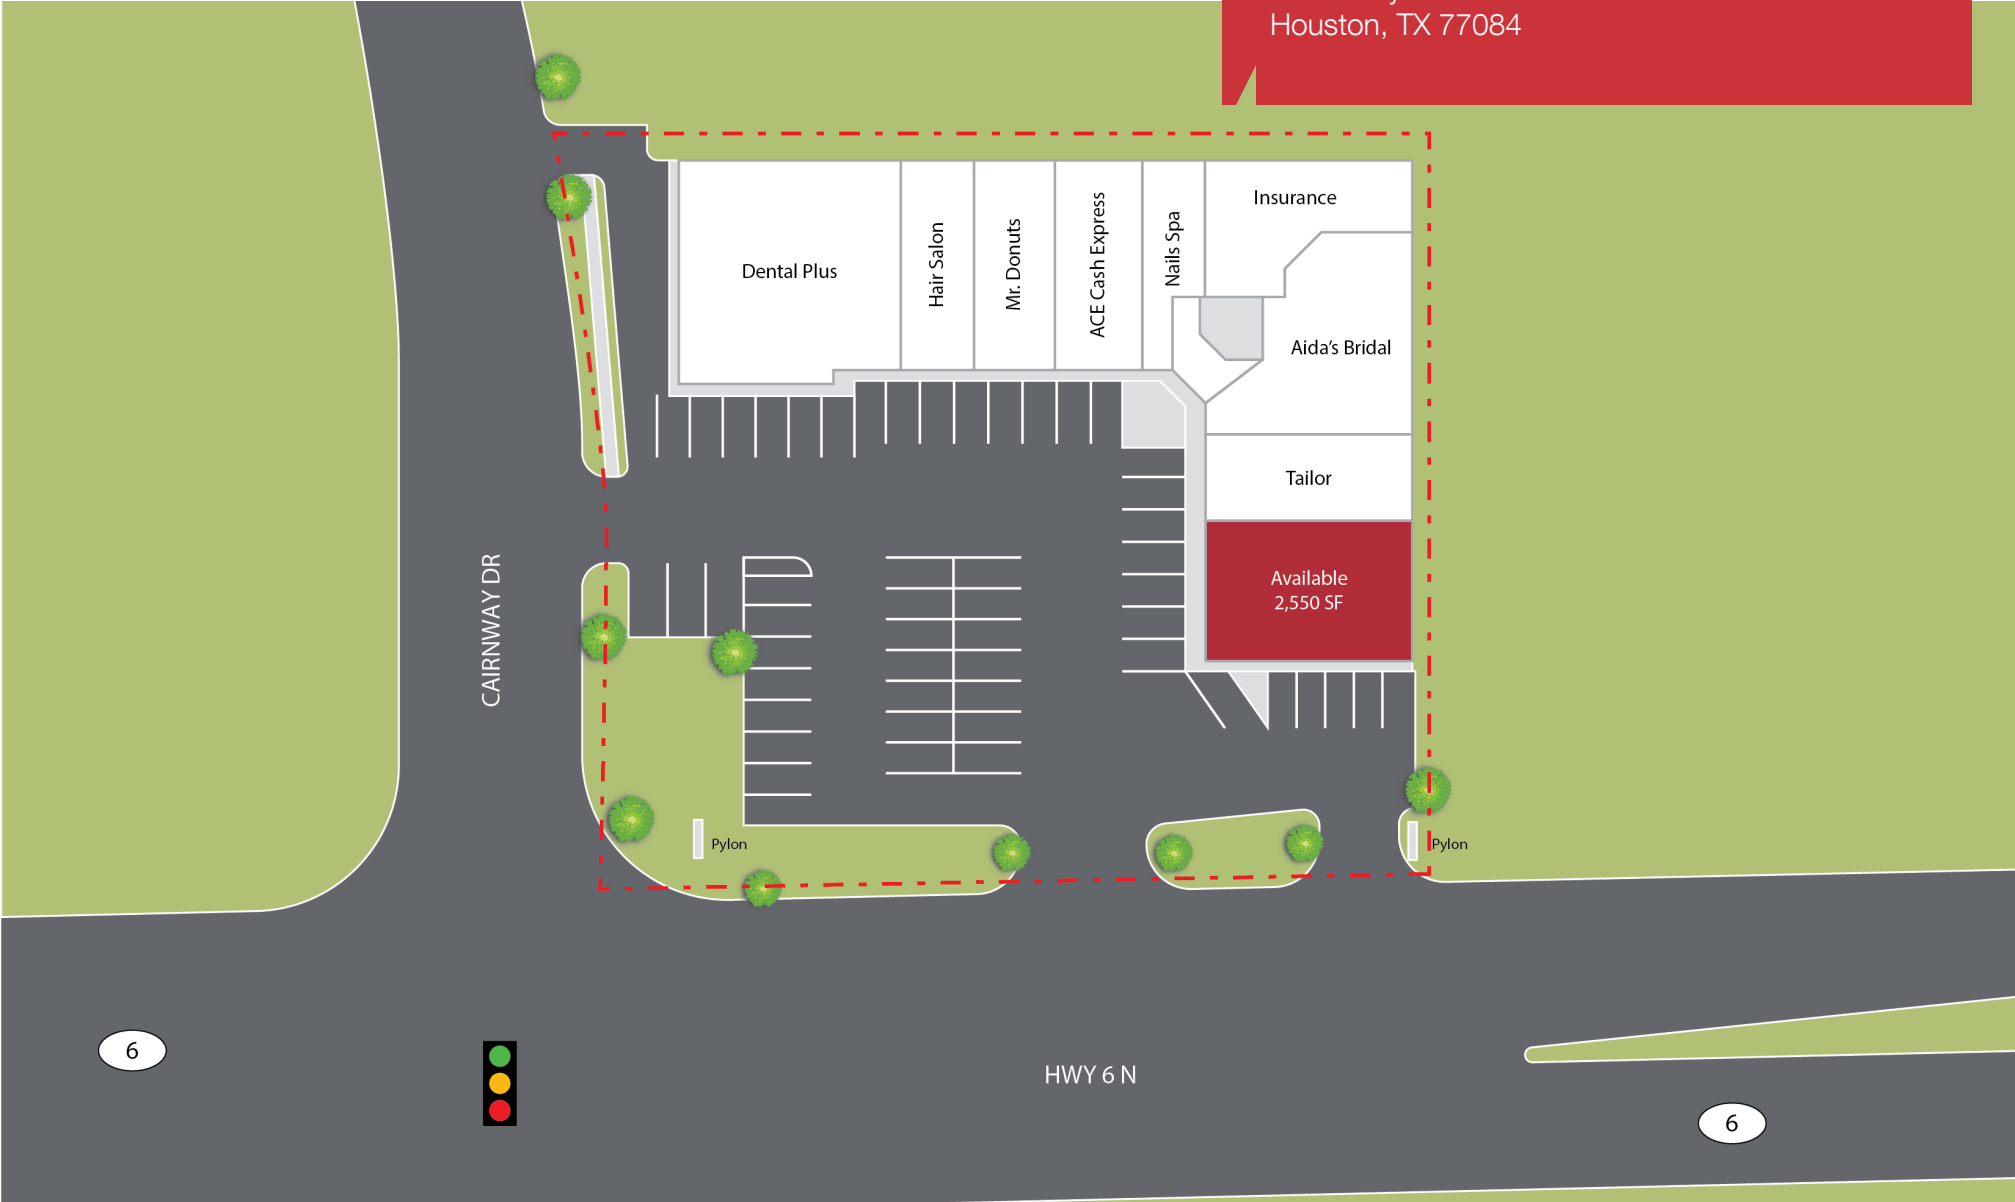 Houston, TX 77084
Insurance
Dental Plus
Hair Salon
Mr. Donuts
ACE Cash Express
Nails Spa
Aida's Bridal
Tailor
Available
2,550 SF
CAIRNWAY DR
Pylon
Pylon
6
HWY 6 N
6